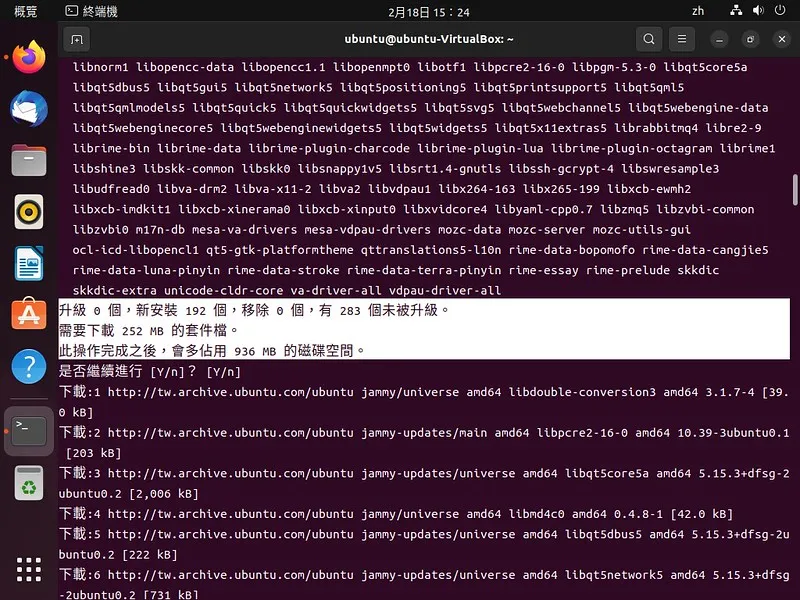 概覽
終端機
2月18日 15：24
zh
ubuntu@ubuntu-VirtualBox: ~
libnorm1 libopencc-data libopencc1.1 libopenmpt0 libotf1 libpcre2-16-0 libpgm-5.3-0 libqt5core5a
libqt5dbus5 libqt5gui5 libqt5network5 libqt5positioning5 libqt5printsupport5 libqt5qml5
libqt5qmlmodels5 libqt5quick5 libqt5quickwidgets5 libqt5svg5 libqt5webchannel5 libqt5webengine-data
libqt5webenginecore5 libqt5webenginewidgets5 libqt5widgets5 libqt5x11extras5 librabbitmq4 libre2-9
librime-bin librime-data librime-plugin-charcode librime-plugin-lua librime-plugin-octagram librime1
libshine3 libskk-common libskk0 libsnappy1v5 libsrt1.4-gnutls libssh-gcrypt-4 libswresample3
libudfread0 libva-drm2 libva-x11-2 libva2 libvdpau1 libx264-163 libx265-199 libxcb-ewmh2
libxcb-imdkit1 libxcb-xinerama0 libxcb-xinput0 libxvidcore4 libyaml-cpp0.7 libzmq5 libzvbi-common
libzvbi0 m17n-db mesa-va-drivers mesa-vdpau-drivers mozc-data mozc-server mozc-utils-gui
ocl-icd-libopencl1 qt5-gtk-platformtheme qttranslations5-l10n rime-data-bopomofo rime-data-cangjie5
rime-data-luna-pinyin rime-data-stroke rime-data-terra-pinyin rime-essay rime-prelude skkdic
skkdic-extra unicode-cldr-core va-driver-all vdpau-driver-all
升級 0 個，新安裝 192 個，移除 0 個，有 283 個未被升級。
需要下載 252 MB 的套件檔。
此操作完成之後，會多佔用 936 MB 的磁碟空間。
是否繼續進行 [Y/n]？ [Y/n]
下載:1 http://tw.archive.ubuntu.com/ubuntu jammy/universe amd64 libdouble-conversion3 amd64 3.1.7-4 [39.
0 kB]
下載:2 http://tw.archive.ubuntu.com/ubuntu jammy-updates/main amd64 libpcre2-16-0 amd64 10.39-3ubuntu0.1
[203 kB]
下載:3 http://tw.archive.ubuntu.com/ubuntu jammy-updates/universe amd64 libqt5core5a amd64 5.15.3+dfsg-2
ubuntu0.2 [2,006 kB]
下載:4 http://tw.archive.ubuntu.com/ubuntu jammy/universe amd64 libmd4c0 amd64 0.4.8-1 [42.0 kB]
下載:5 http://tw.archive.ubuntu.com/ubuntu jammy-updates/universe amd64 libqt5dbus5 amd64 5.15.3+dfsg-2u
buntu0.2 [222 kB]
下載:6 http://tw.archive.ubuntu.com/ubuntu jammy-updates/universe amd64 libqt5network5 amd64 5.15.3+dfsg
-2ubuntu0.2 [731 kB]